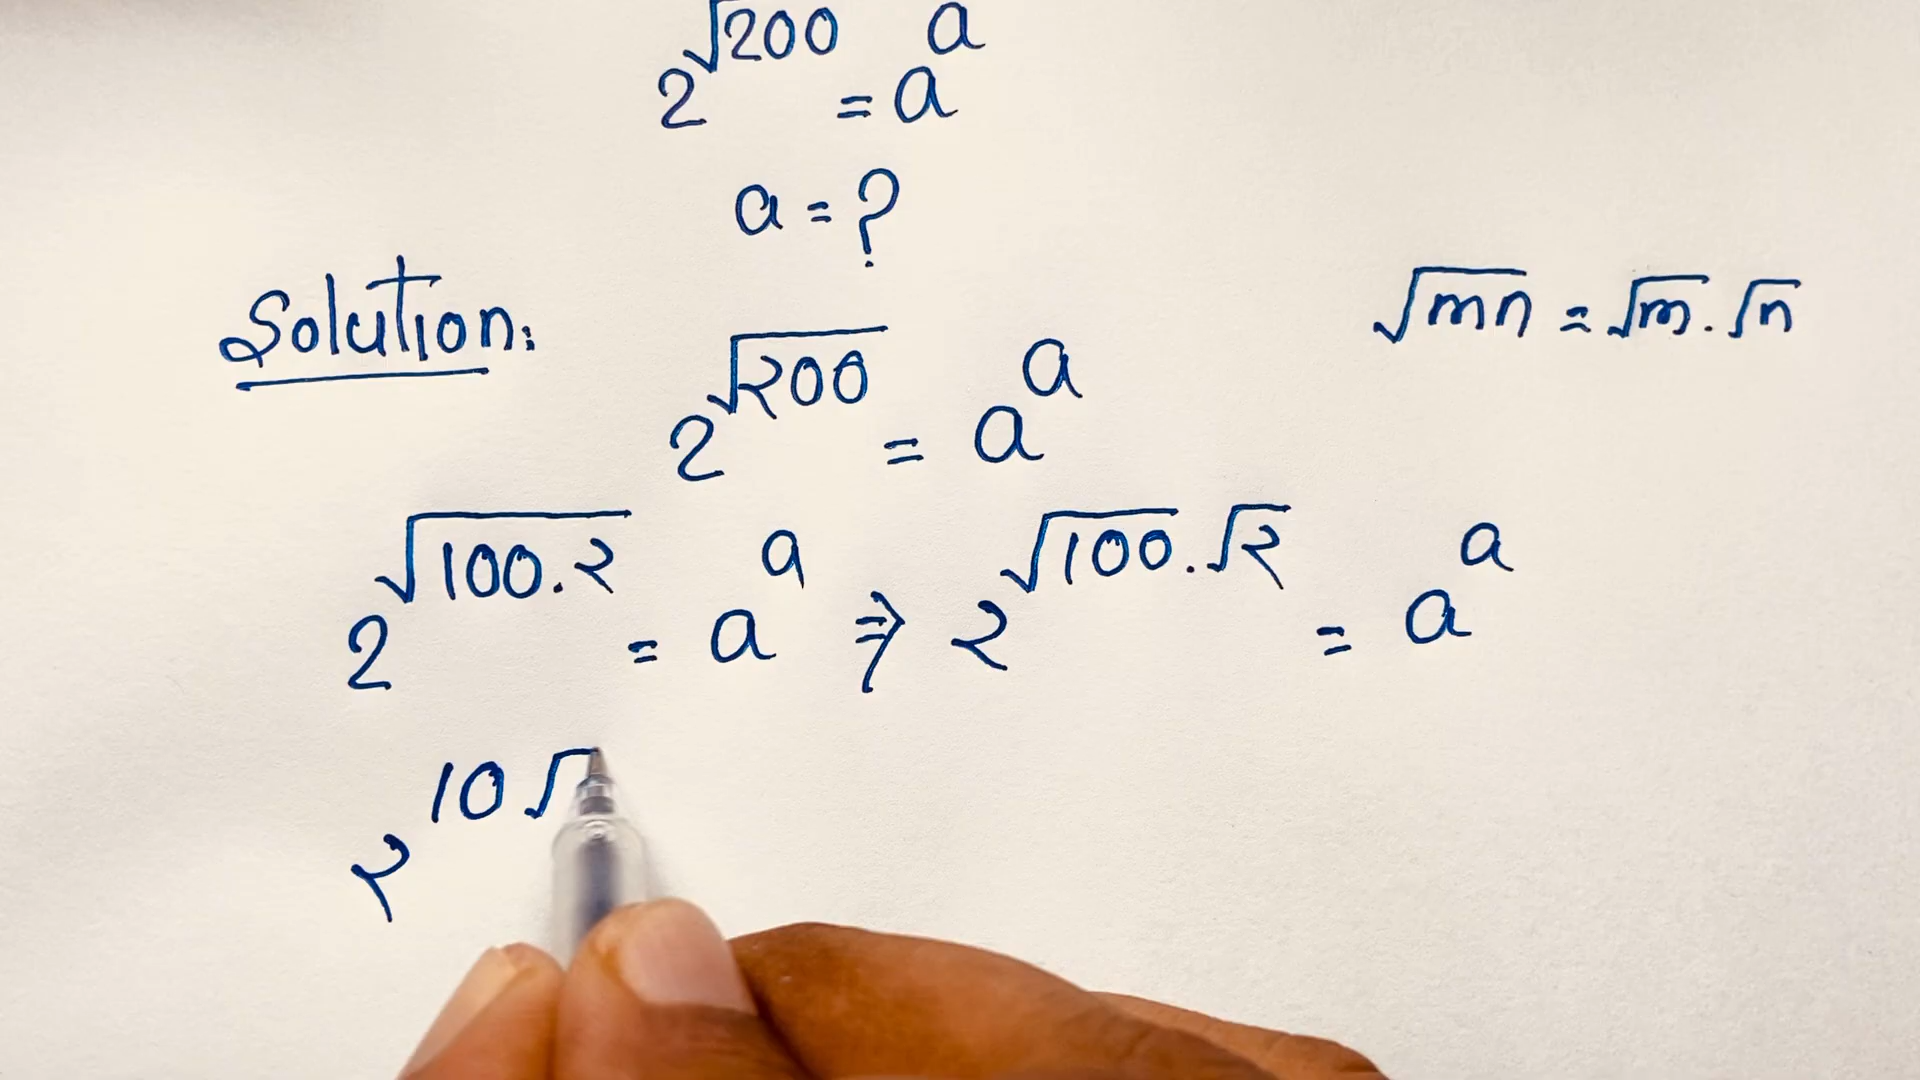 2^√200 = a^a
a = ?
Solution:
√mn = √m . √n
2^√200 = a^a
2^√100.2 = a^a ⇒ 2^√100 . √2 = a^a
2^10√